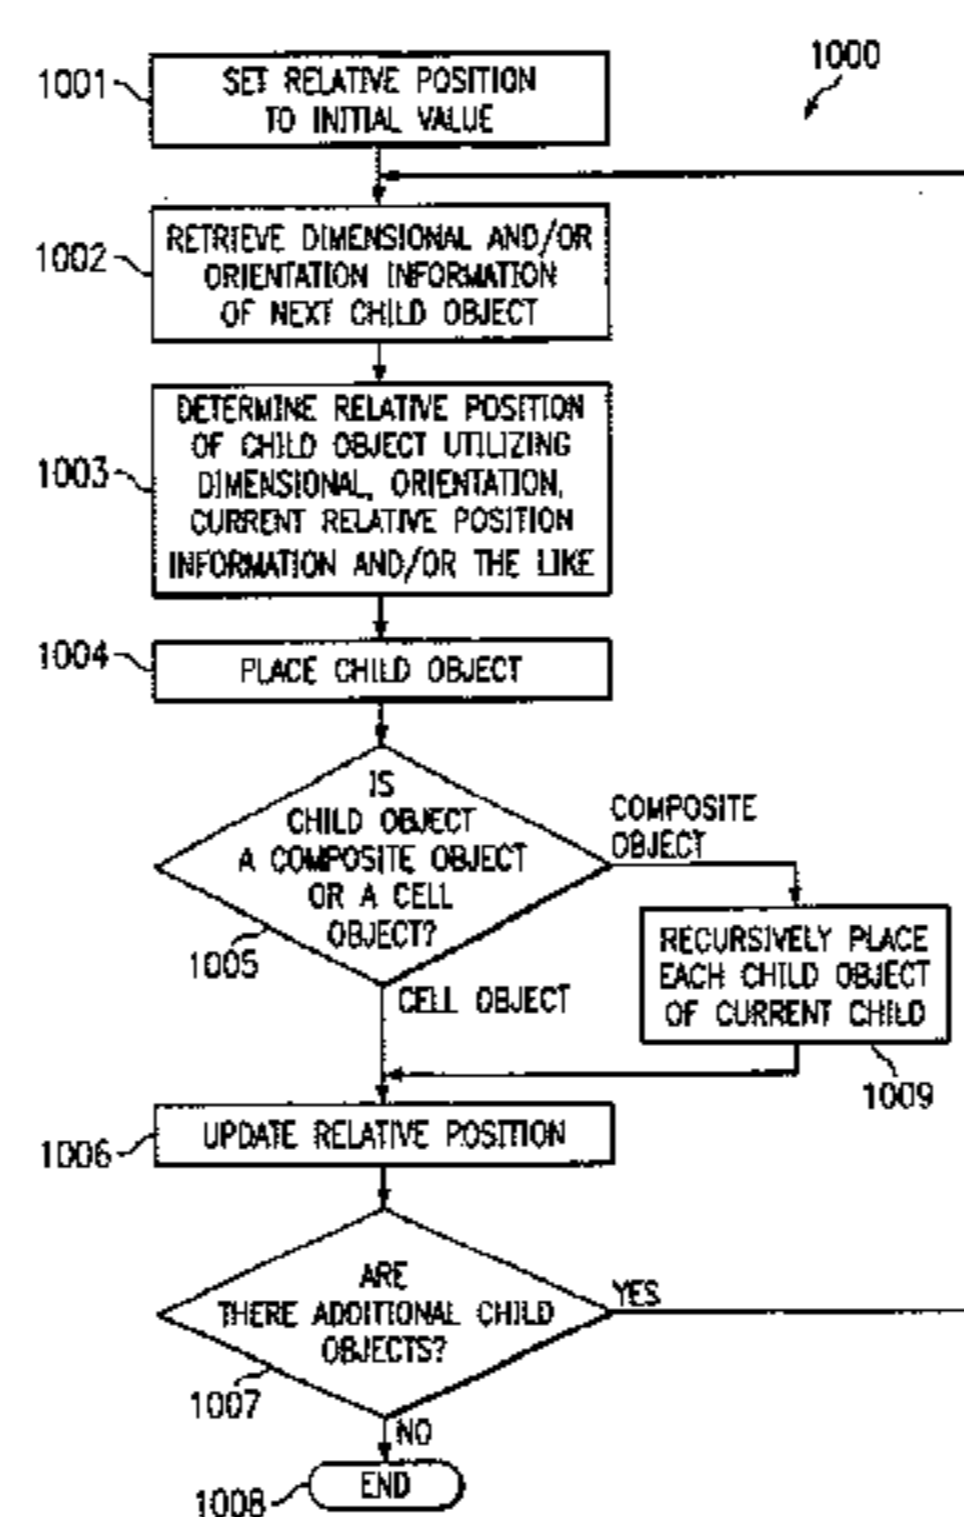 1000
1001
SET RELATIVE POSITION
TO INITIAL VALUE
1002
RETRIEVE DIMENSIONAL AND/OR
ORIENTATION INFORMATION
OF NEXT CHILD OBJECT
1003
DETERMINE RELATIVE POSITION
OF CHILD OBJECT UTILIZING
DIMENSIONAL, ORIENTATION,
CURRENT RELATIVE POSITION
INFORMATION AND/OR THE LIKE
1004
PLACE CHILD OBJECT
IS
CHILD OBJECT
A COMPOSITE OBJECT
OR A CELL
OBJECT?
1005
COMPOSITE
OBJECT
CELL OBJECT
RECURSIVELY PLACE
EACH CHILD OBJECT
OF CURRENT CHILD
1009
1006
UPDATE RELATIVE POSITION
ARE
THERE ADDITIONAL CHILD
OBJECTS?
1007
YES
NO
1008
END